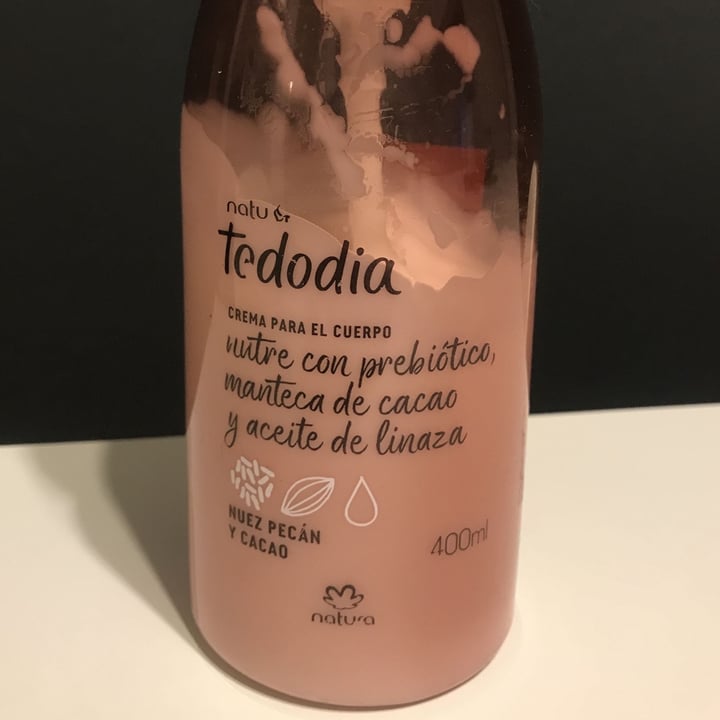 natu
tododia
CREMA PARA EL CUERPO
nutre con prebiótico,
manteca de cacao
y aceite de linaza
NUEZ PECÁN
Y CACAO
400ml
natura